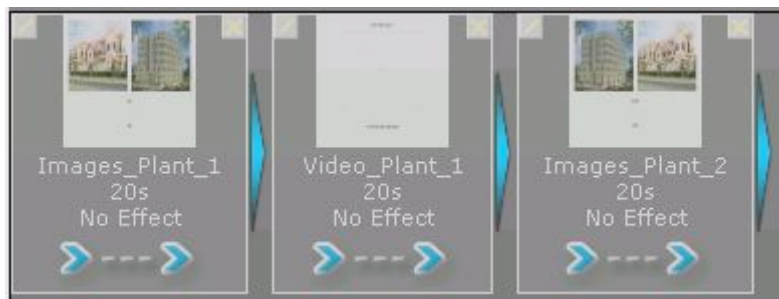 Images_Plant_1
20s
No Effect
Video_Plant_1
20s
No Effect
Images_Plant_2
20s
No Effect